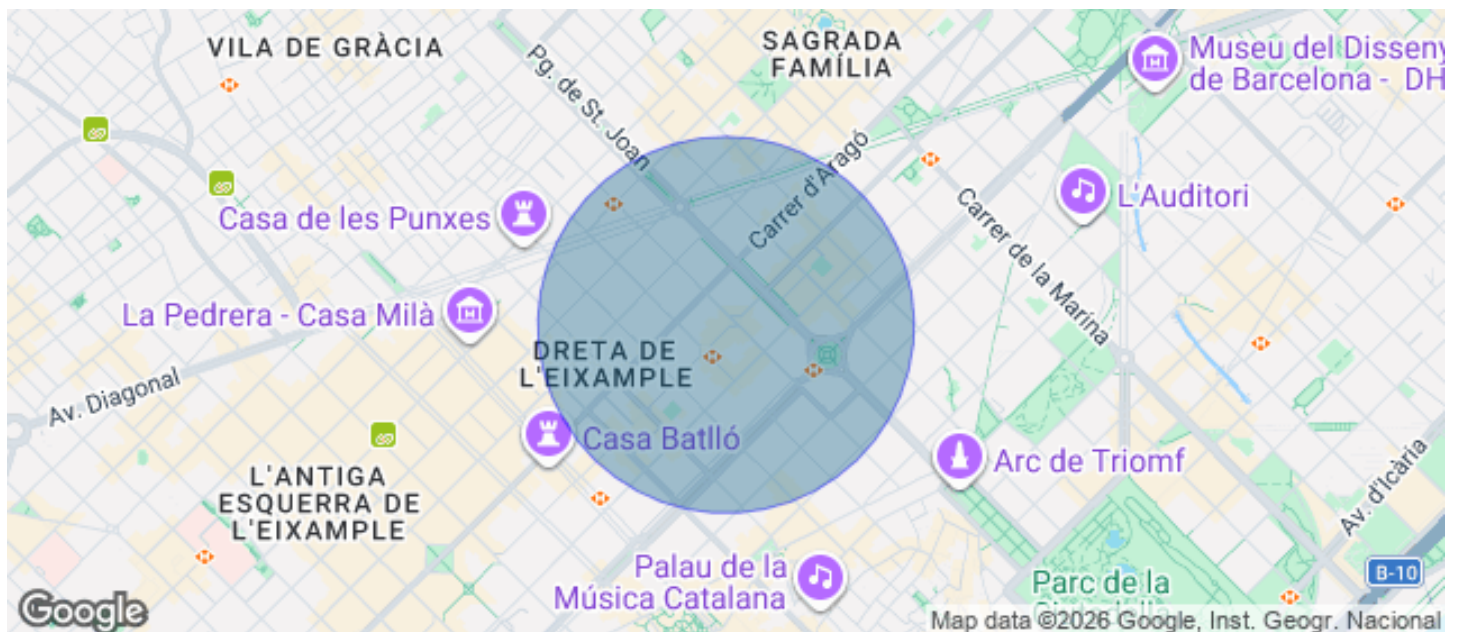 VILA DE GRÀCIA
SAGRADA
FAMÍLIA
Museu del Disseny
de Barcelona - DH
Pg. de St. Joan
Carrer d'Aragó
L'Auditori
Casa de les Punxes
Carrer de la Marina
La Pedrera - Casa Milà
DRETA DE
L'EIXAMPLE
Av. Diagonal
Casa Batlló
Arc de Triomf
L'ANTIGA
ESQUERRA DE
L'EIXAMPLE
Av. d'Icària
Palau de la
Música Catalana
Parc de la
B-10
Google
Map data ©2026 Google, Inst. Geogr. Nacional